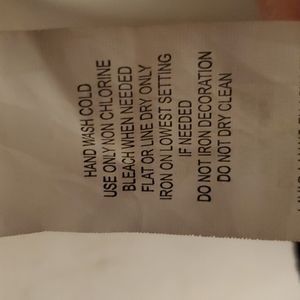 HAND WASH COLD
USE ONLY NON CHLORINE
BLEACH WHEN NEEDED
FLAT OR LINE DRY ONLY
IRON ON LOWEST SETTING
IF NEEDED
DO NOT IRON DECORATION
DO NOT DRY CLEAN